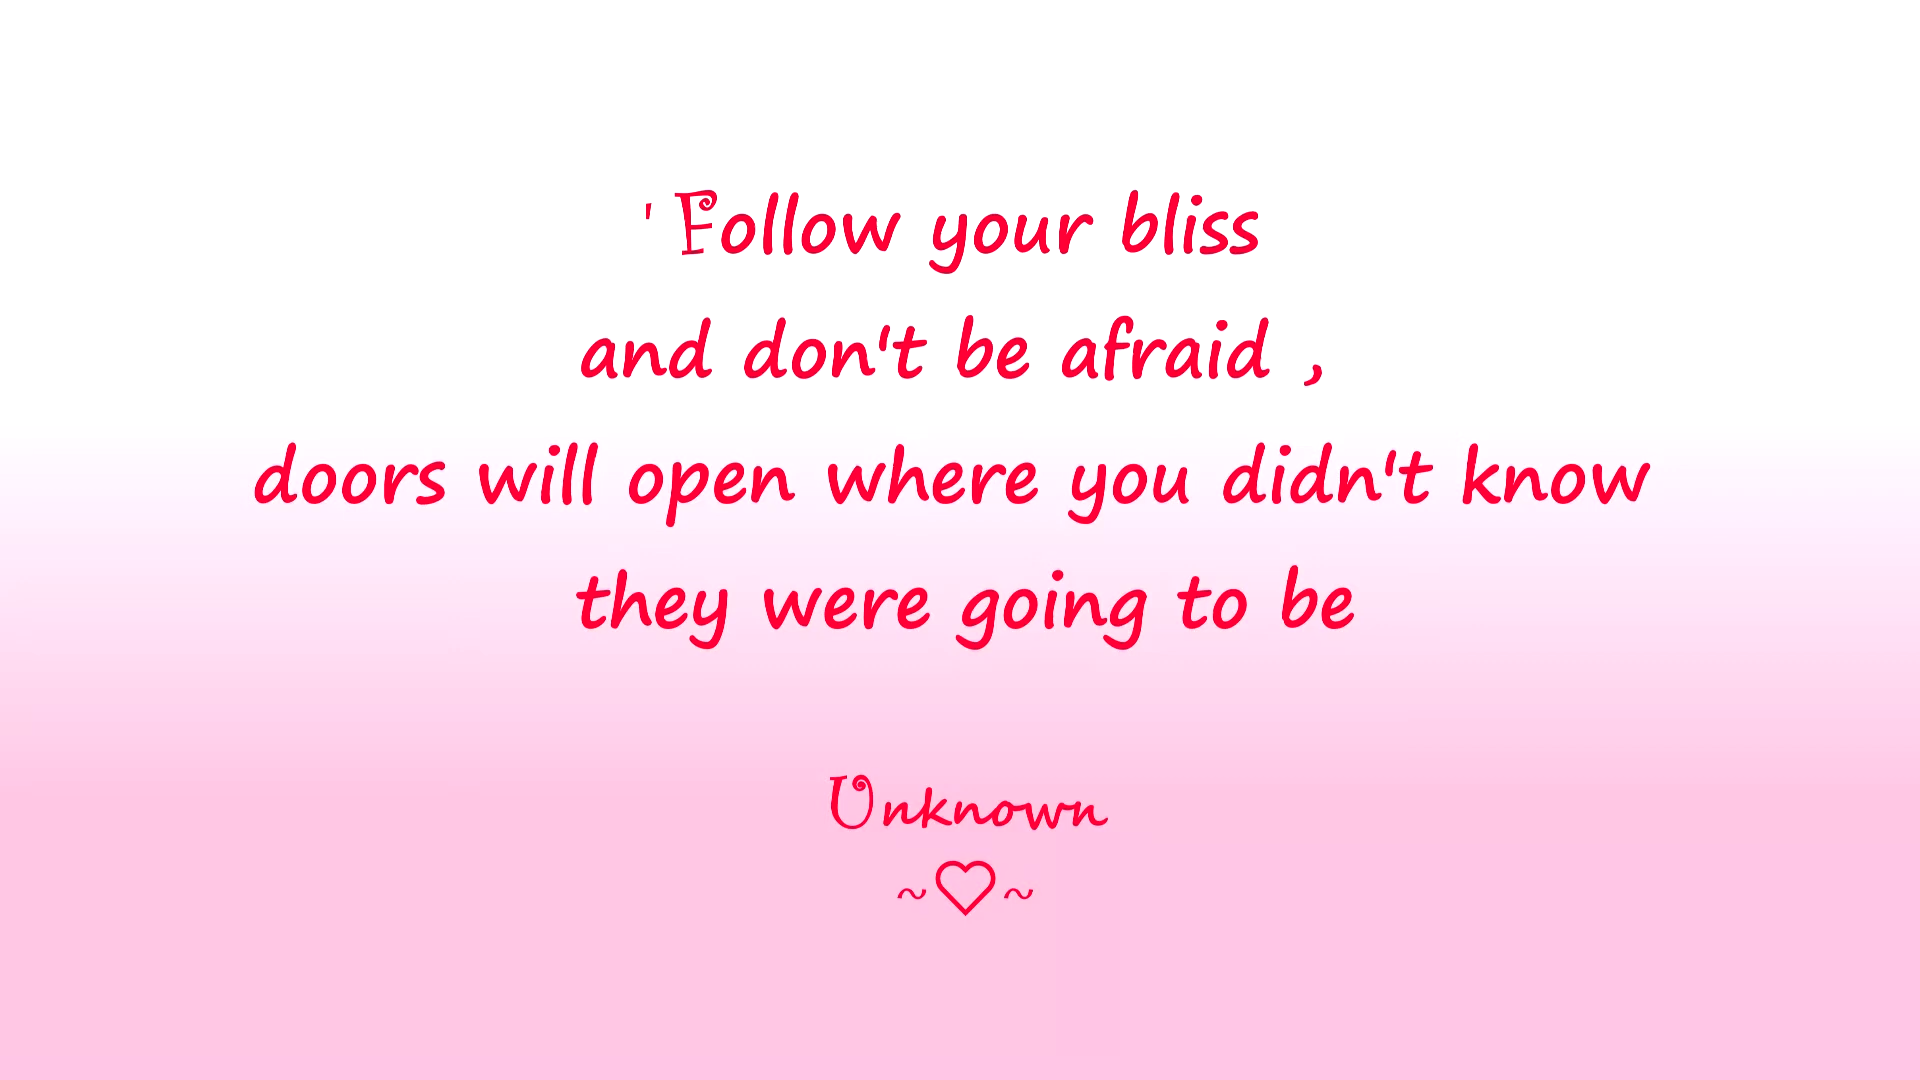 ' Follow your bliss
and don't be afraid ,
doors will open where you didn't know
they were going to be
Unknown
~♡~